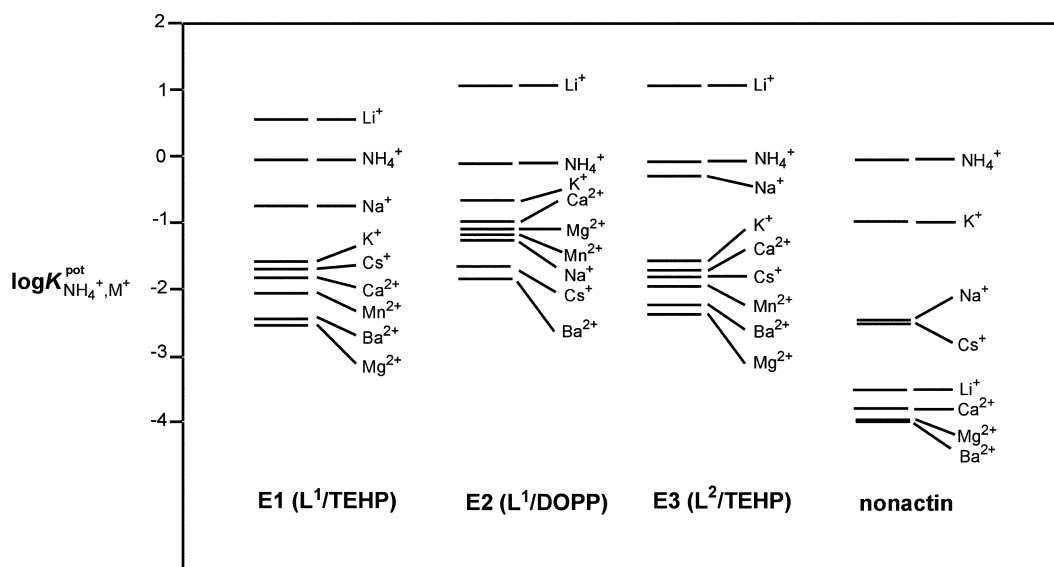 2
1
0
-1
-2
-3
-4
logK^pot_NH₄⁺,M⁺
Li⁺
NH₄⁺
Na⁺
K⁺
Cs⁺
Ca²⁺
Mn²⁺
Ba²⁺
Mg²⁺
E1 (L¹/TEHP)
Li⁺
NH₄⁺
K⁺
Ca²⁺
Mg²⁺
Mn²⁺
Na⁺
Cs⁺
Ba²⁺
E2 (L¹/DOPP)
Li⁺
NH₄⁺
Na⁺
K⁺
Ca²⁺
Cs⁺
Mn²⁺
Ba²⁺
Mg²⁺
E3 (L²/TEHP)
NH₄⁺
K⁺
Na⁺
Cs⁺
Li⁺
Ca²⁺
Mg²⁺
Ba²⁺
nonactin